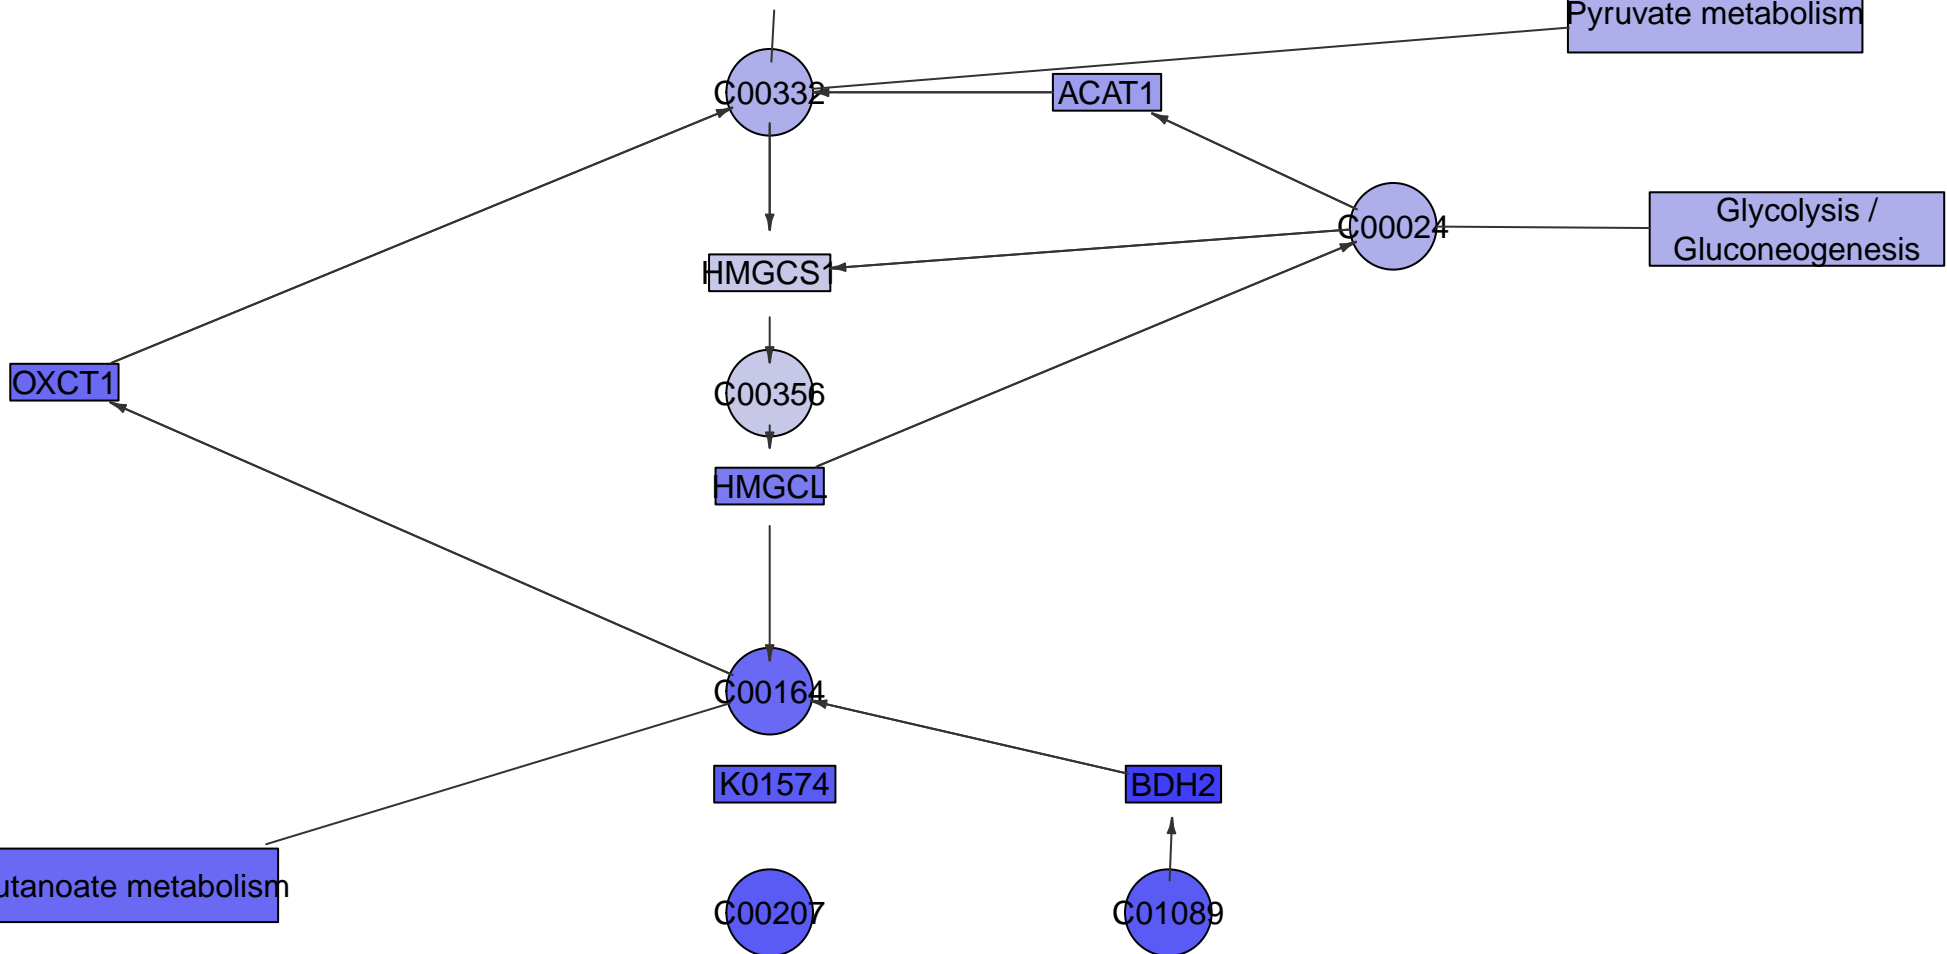 Pyruvate metabolism
C00332
ACAT1
Glycolysis /
Gluconeogenesis
C00024
HMGCS1
OXCT1
C00356
HMGCL
C00164
K01574
BDH2
utanoate metabolism
C00207
C01089